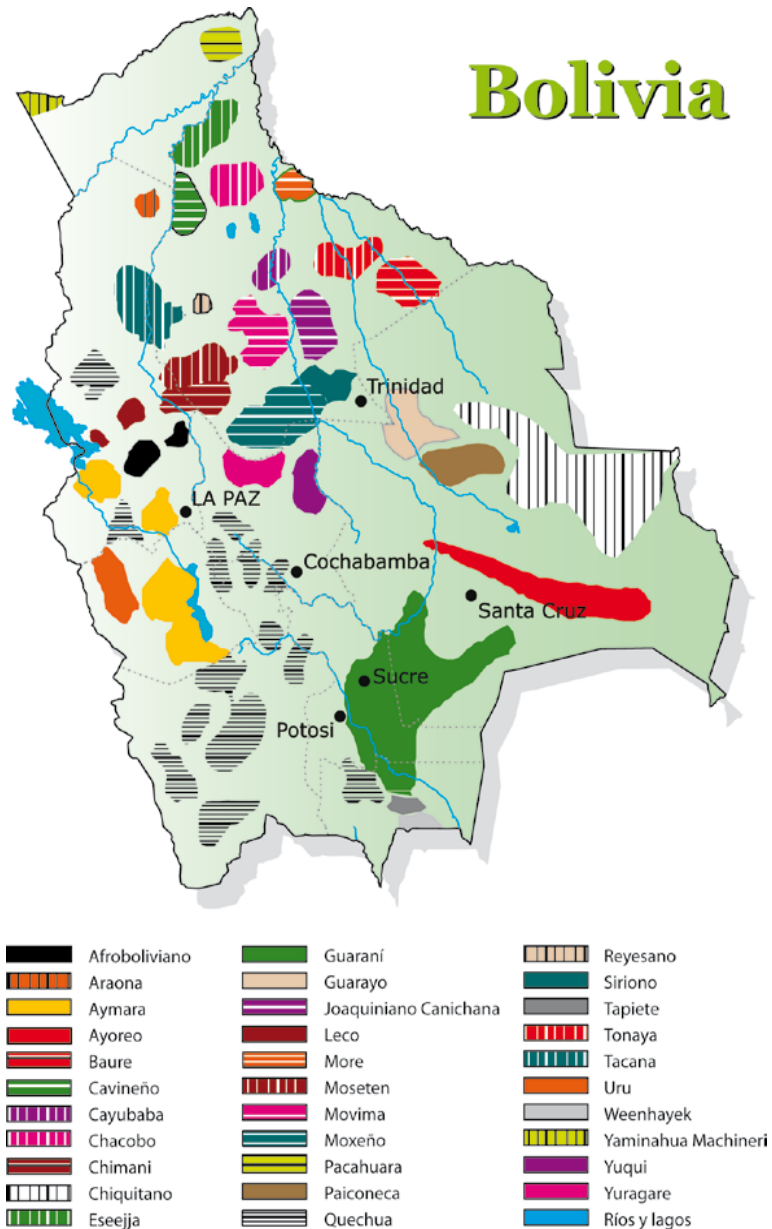 Bolivia
Trinidad
LA PAZ
Cochabamba
Santa Cruz
Sucre
Potosi
Afroboliviano
Araona
Aymara
Ayoreo
Baure
Cavineño
Cayubaba
Chacobo
Chimani
Chiquitano
Eseejja
Guaraní
Guarayo
Joaquiniano Canichana
Leco
More
Moseten
Movima
Moxeño
Pacahuara
Paiconeca
Quechua
Reyesano
Siriono
Tapiete
Tonaya
Tacana
Uru
Weenhayek
Yaminahua Machineri
Yuqui
Yuragare
Ríos y lagos